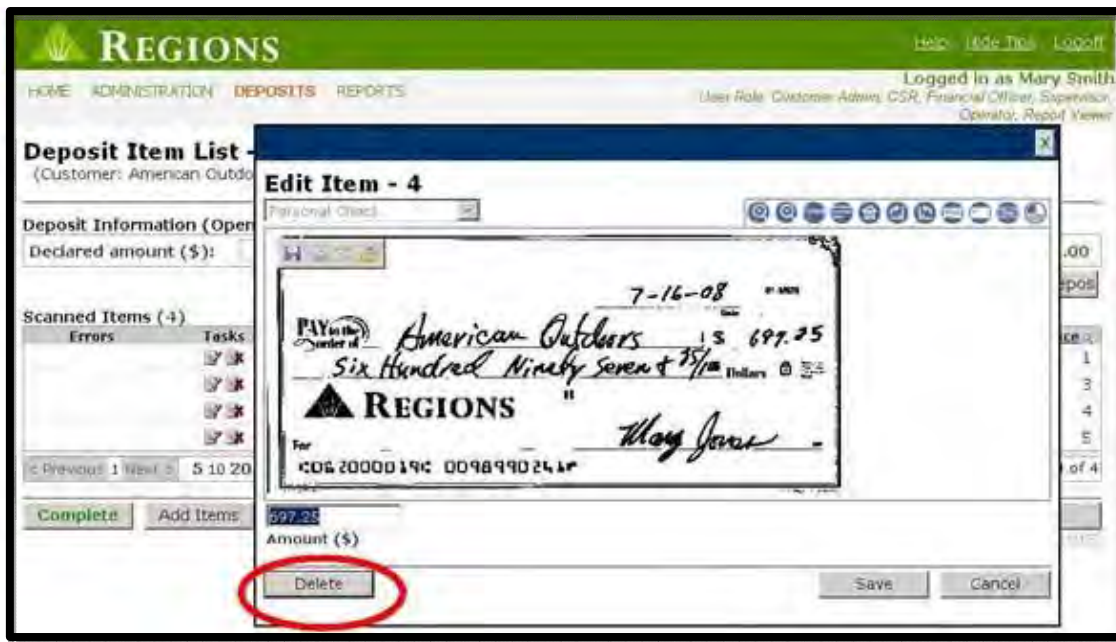 REGIONS
Help Hide Tips Logoff
Logged in as Mary Smith
User Role: Customer Admin, CSR, Financial Officer, Supervisor,
Operator, Report Viewer
HOME ADMINISTRATION DEPOSITS REPORTS
Deposit Item List -
(Customer: American Outdo
Deposit Information (Open
Declared amount ($):
.00
epos
Scanned Items (4)
Errors Tasks
1
3
4
5
< Previous 1 Next > 5 10 20
of 4
Complete Add Items
X
Edit Item - 4
Personal Check
7-16-08
Date
PAY to the order of American Outdoors $ 697.25
Six Hundred Ninety Seven & 25/100 Dollars
REGIONS
For Mary Jones
697.25
Amount ($)
Delete Save Cancel